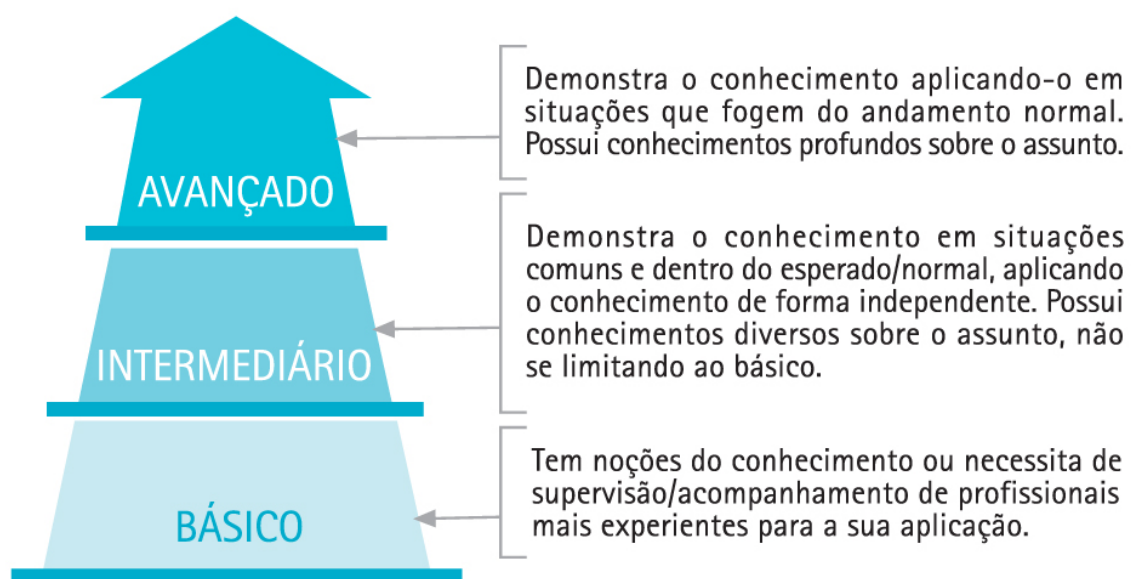 Demonstra o conhecimento aplicando-o em
situações que fogem do andamento normal.
Possui conhecimentos profundos sobre o assunto.
AVANÇADO
Demonstra o conhecimento em situações
comuns e dentro do esperado/normal, aplicando
o conhecimento de forma independente. Possui
conhecimentos diversos sobre o assunto, não
se limitando ao básico.
INTERMEDIÁRIO
Tem noções do conhecimento ou necessita de
supervisão/acompanhamento de profissionais
mais experientes para a sua aplicação.
BÁSICO